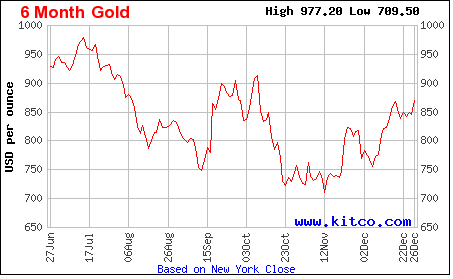 6 Month Gold High 977.20 Low 709.50
1000 1000
950 950
900 900
850 850
800 800
750 750
700 700
650 650
USD per ounce
www.kitco.com
27Jun 17Jul 06Aug 26Aug 15Sep 03Oct 23Oct 12Nov 02Dec 22Dec 26Dec
Based on New York Close